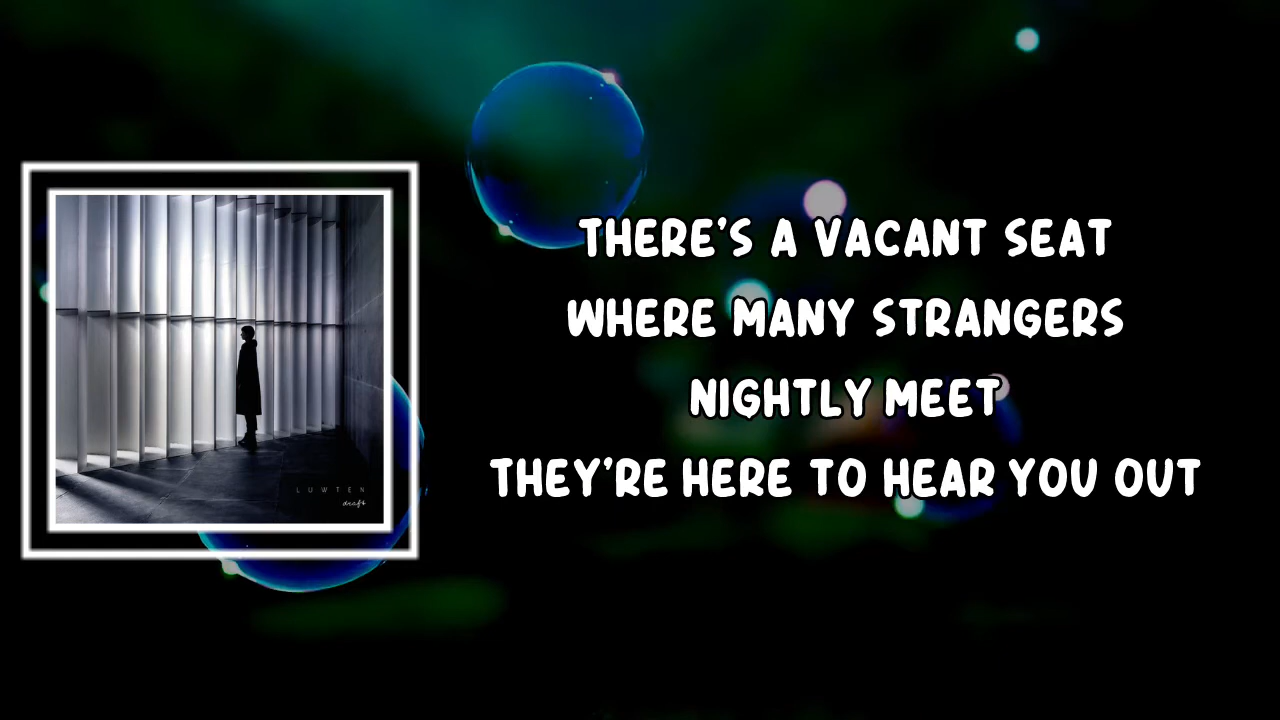 THERE'S A VACANT SEAT
WHERE MANY STRANGERS
NIGHTLY MEET
THEY'RE HERE TO HEAR YOU OUT
LUWTEN
draft